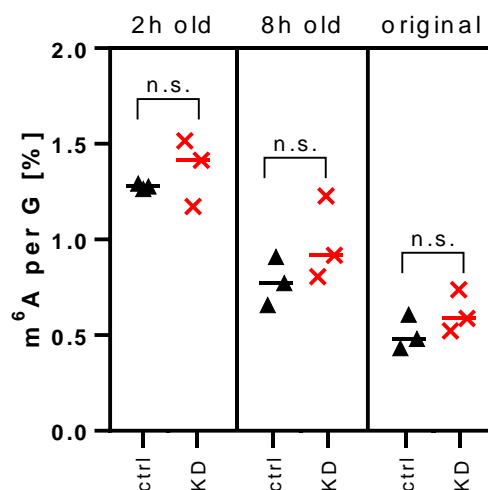 2h old 8h old original
2.0
1.5
1.0
0.5
0.0
m⁶A per G [%]
n.s.
n.s.
n.s.
ctrl KD ctrl KD ctrl KD